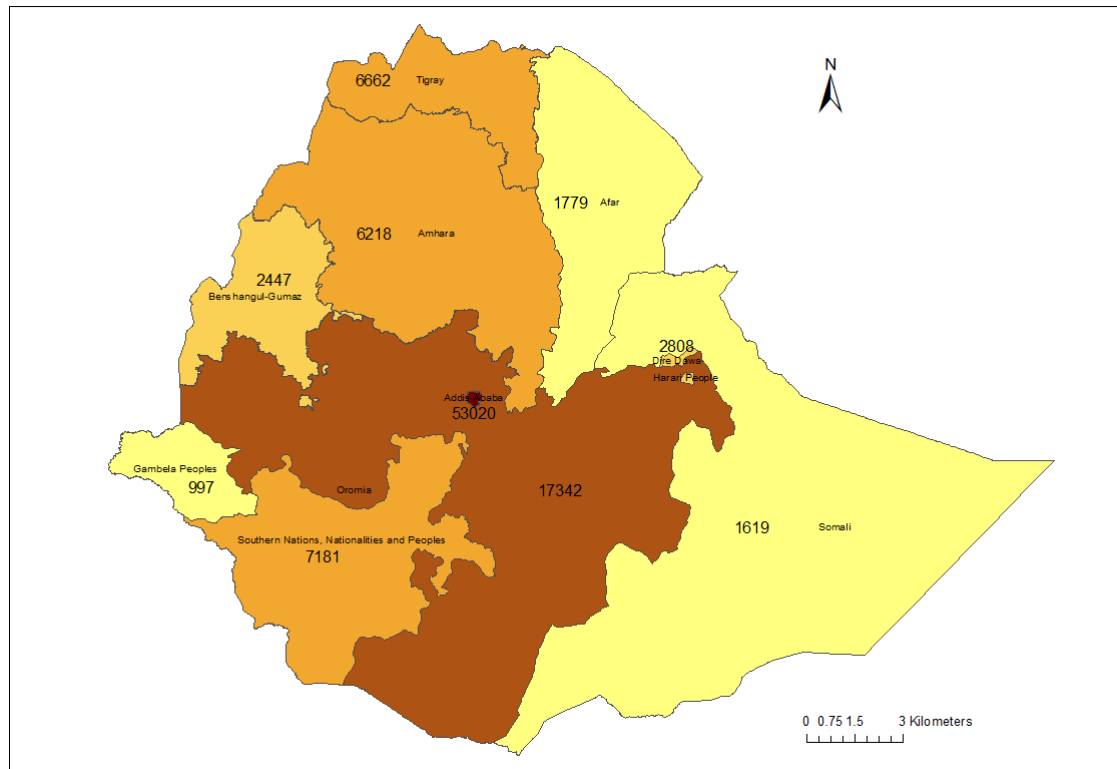 N
6662 Tigray
1779 Afar
6218 Amhara
2447
Benshangul-Gumaz
2808
Dire Dawa
Harari People
Addis Ababa
53020
Gambela Peoples
997
Oromia
17342
1619 Somali
Southern Nations, Nationalities and Peoples
7181
0 0.75 1.5 3 Kilometers